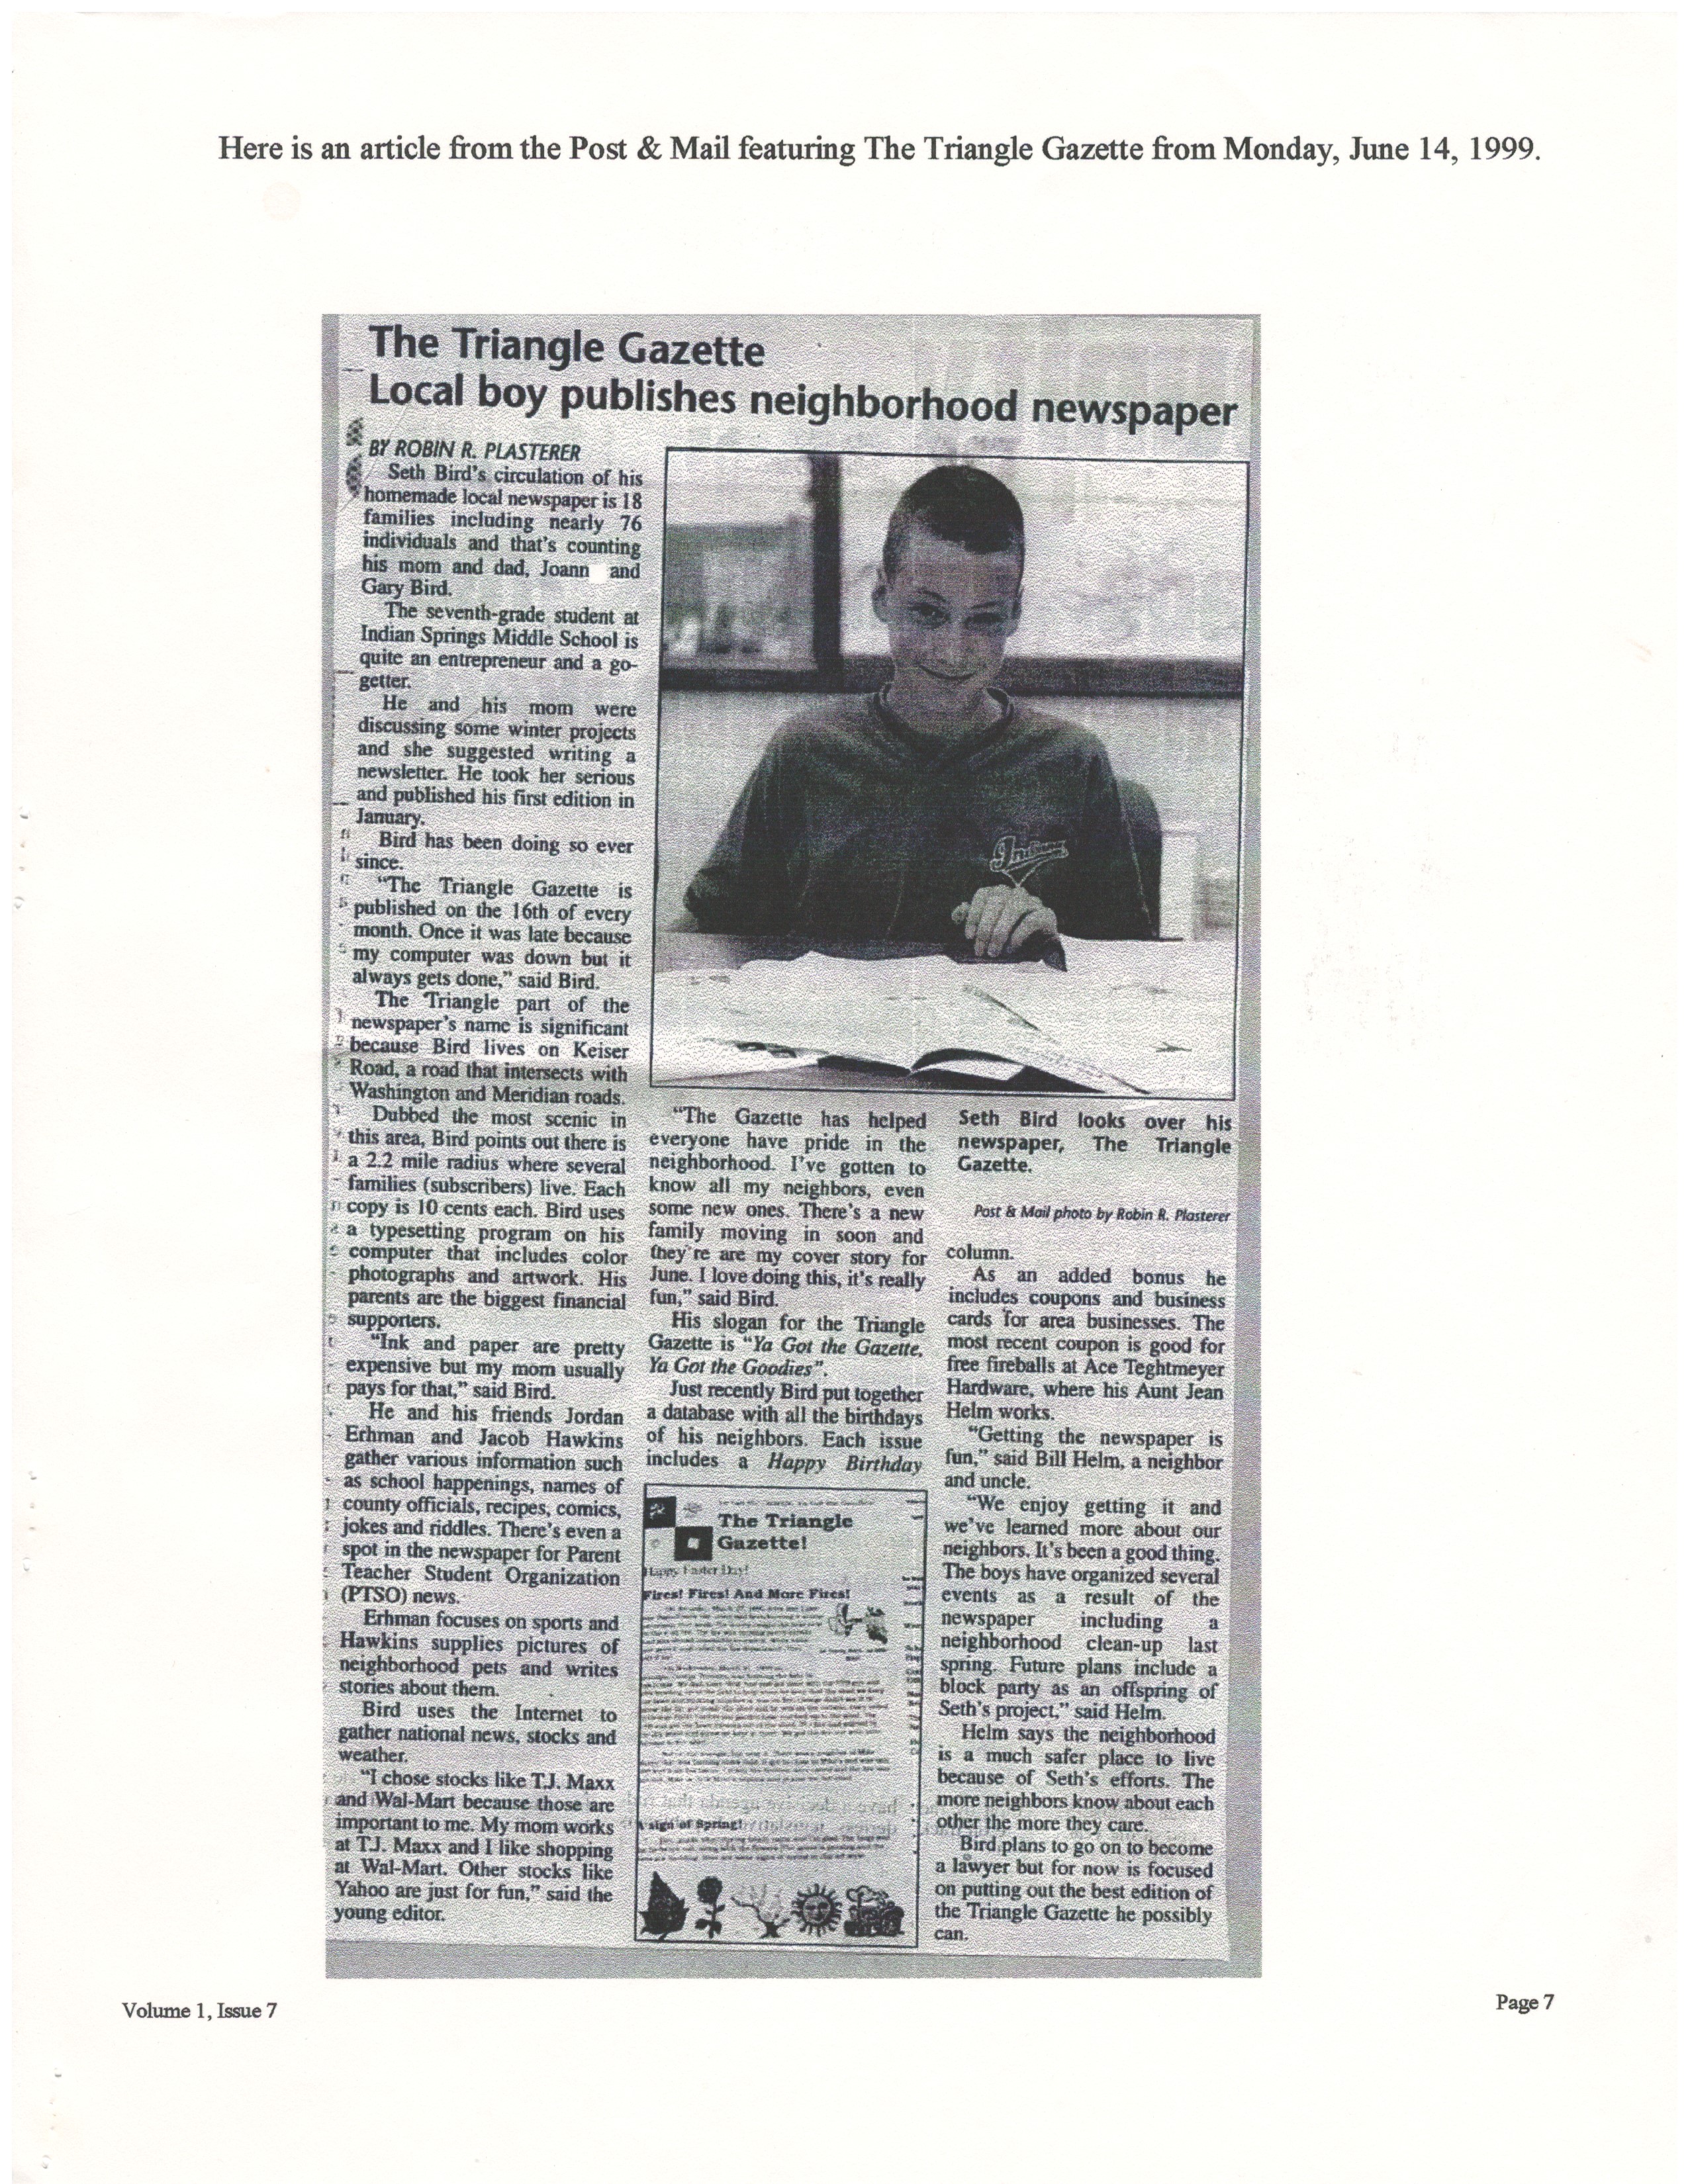 Here is an article from the Post & Mail featuring The Triangle Gazette from Monday, June 14, 1999.
The Triangle Gazette
Local boy publishes neighborhood newspaper
BY ROBIN R. PLASTERER
Seth Bird's circulation of his
homemade local newspaper is 18
families including nearly 76
individuals and that's counting
his mom and dad, Joann and
Gary Bird.
The seventh-grade student at
Indian Springs Middle School is
quite an entrepreneur and a go-
getter.
He and his mom were
discussing some winter projects
and she suggested writing a
newsletter. He took her serious
and published his first edition in
January.
Bird has been doing so ever
since.
"The Triangle Gazette is
published on the 16th of every
month. Once it was late because
my computer was down but it
always gets done," said Bird.
The Triangle part of the
newspaper's name is significant
because Bird lives on Keiser
Road, a road that intersects with
Washington and Meridian roads.
Dubbed the most scenic in
this area, Bird points out there is
a 2.2 mile radius where several
families (subscribers) live. Each
copy is 10 cents each. Bird uses
a typesetting program on his
computer that includes color
photographs and artwork. His
parents are the biggest financial
supporters.
"Ink and paper are pretty
expensive but my mom usually
pays for that," said Bird.
He and his friends Jordan
Erhman and Jacob Hawkins
gather various information such
as school happenings, names of
county officials, recipes, comics,
jokes and riddles. There's even a
spot in the newspaper for Parent
Teacher Student Organization
(PTSO) news.
Erhman focuses on sports and
Hawkins supplies pictures of
neighborhood pets and writes
stories about them.
Bird uses the Internet to
gather national news, stocks and
weather.
"I chose stocks like T.J. Maxx
and Wal-Mart because those are
important to me. My mom works
at T.J. Maxx and I like shopping
at Wal-Mart. Other stocks like
Yahoo are just for fun," said the
young editor.
Indians
"The Gazette has helped
everyone have pride in the
neighborhood. I've gotten to
know all my neighbors, even
some new ones. There's a new
family moving in soon and
they're are my cover story for
June. I love doing this, it's really
fun," said Bird.
His slogan for the Triangle
Gazette is "Ya Got the Gazette,
Ya Got the Goodies".
Just recently Bird put together
a database with all the birthdays
of his neighbors. Each issue
includes a Happy Birthday
The Triangle
Gazette!
Happy Easter Day!
Fires! Fires! And More Fires!
A sign of Spring!
Seth Bird looks over his
newspaper, The Triangle
Gazette.
Post & Mail photo by Robin R. Plasterer
column.
As an added bonus he
includes coupons and business
cards for area businesses. The
most recent coupon is good for
free fireballs at Ace Teghtmeyer
Hardware, where his Aunt Jean
Helm works.
"Getting the newspaper is
fun," said Bill Helm, a neighbor
and uncle.
"We enjoy getting it and
we've learned more about our
neighbors. It's been a good thing.
The boys have organized several
events as a result of the
newspaper including a
neighborhood clean-up last
spring. Future plans include a
block party as an offspring of
Seth's project," said Helm.
Helm says the neighborhood
is a much safer place to live
because of Seth's efforts. The
more neighbors know about each
other the more they care.
Bird plans to go on to become
a lawyer but for now is focused
on putting out the best edition of
the Triangle Gazette he possibly
can.
Volume 1, Issue 7
Page 7